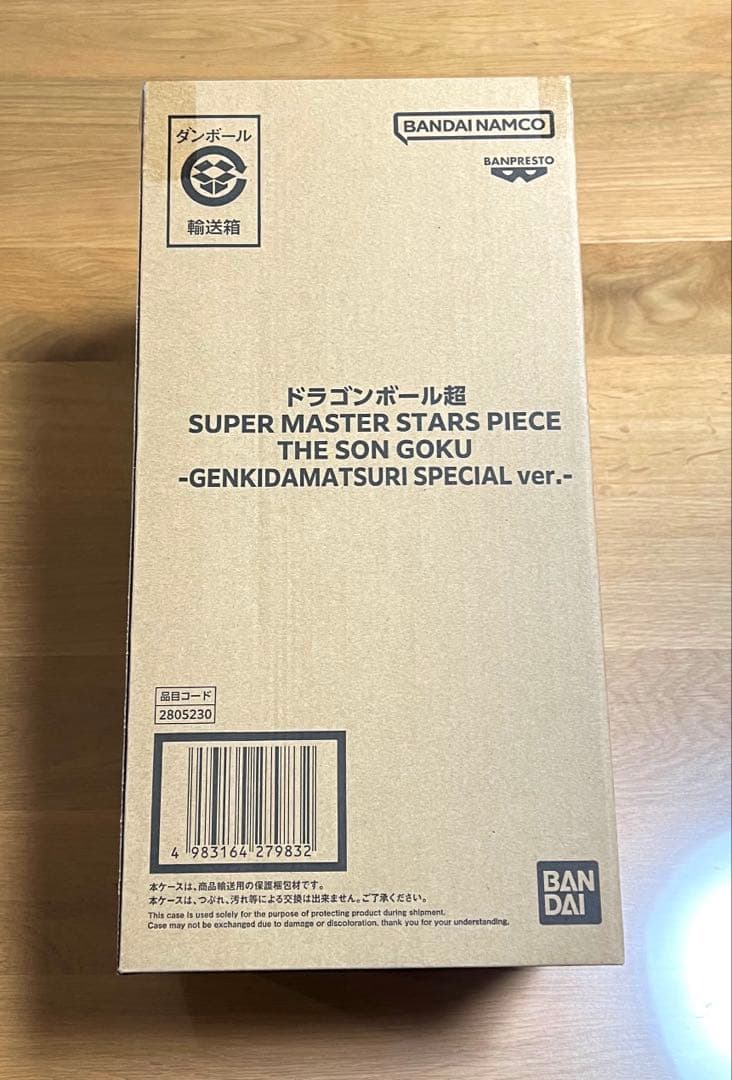 ダンボール
輸送箱
BANDAI NAMCO
BANPRESTO
ドラゴンボール超
SUPER MASTER STARS PIECE
THE SON GOKU
-GENKIDAMATSURI SPECIAL ver.-
品目コード
2805230
4 983164 279832
本ケースは、商品輸送用の保護梱包材です。
本ケースは、つぶれ、汚れ等による交換は出来ません。ご了承ください。
This case is used solely for the purpose of protecting product during shipment.
Case may not be exchanged due to damage or discoloration. thank you for your understanding.
BAN
DAI